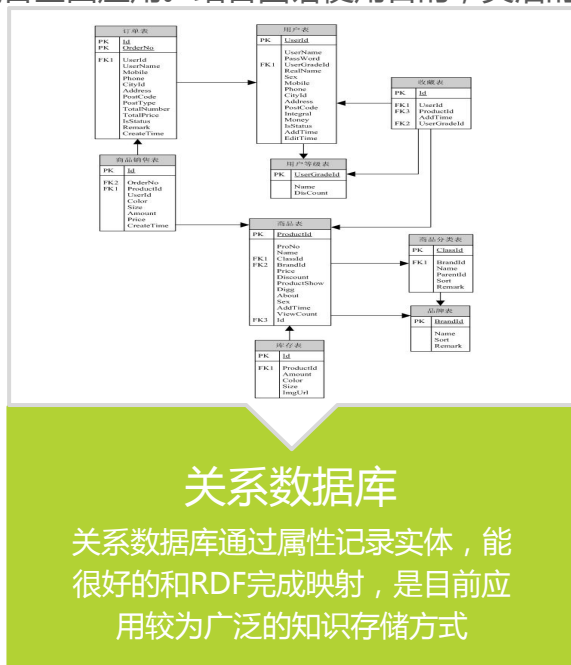 订单表
PK Id
PK OrderNo
FK1 UserId
UserName
Mobile
Phone
CityId
Address
PostCode
PostType
TotalNumber
TotalPrice
IsStatus
Remark
CreateTime
用户表
PK UserId
UserName
PassWord
FK1 UserGradeId
RealName
Sex
Mobile
Phone
CityId
Address
PostCode
Integral
Money
IsStatus
AddTime
EditTime
收藏表
PK Id
FK1 UserId
FK3 ProductId
AddTime
FK2 UserGradeId
商品销售表
PK Id
FK2 OrderNo
FK1 ProductId
UserId
Color
Size
Amount
Price
CreateTime
用户等级表
PK UserGradeId
Name
DisCount
商品表
PK ProductId
ProNo
Name
FK1 ClassId
FK2 BrandId
Price
Discount
ProductShow
Digg
About
Sex
AddTime
ViewCount
FK3 Id
商品分类表
PK ClassId
FK1 BrandId
Name
ParentId
Sort
Remark
品牌表
PK BrandId
Name
Sort
Remark
库存表
PK Id
FK1 ProductId
Amount
Color
Size
ImgUrl
关系数据库
关系数据库通过属性记录实体，能
很好的和RDF完成映射，是目前应
用较为广泛的知识存储方式